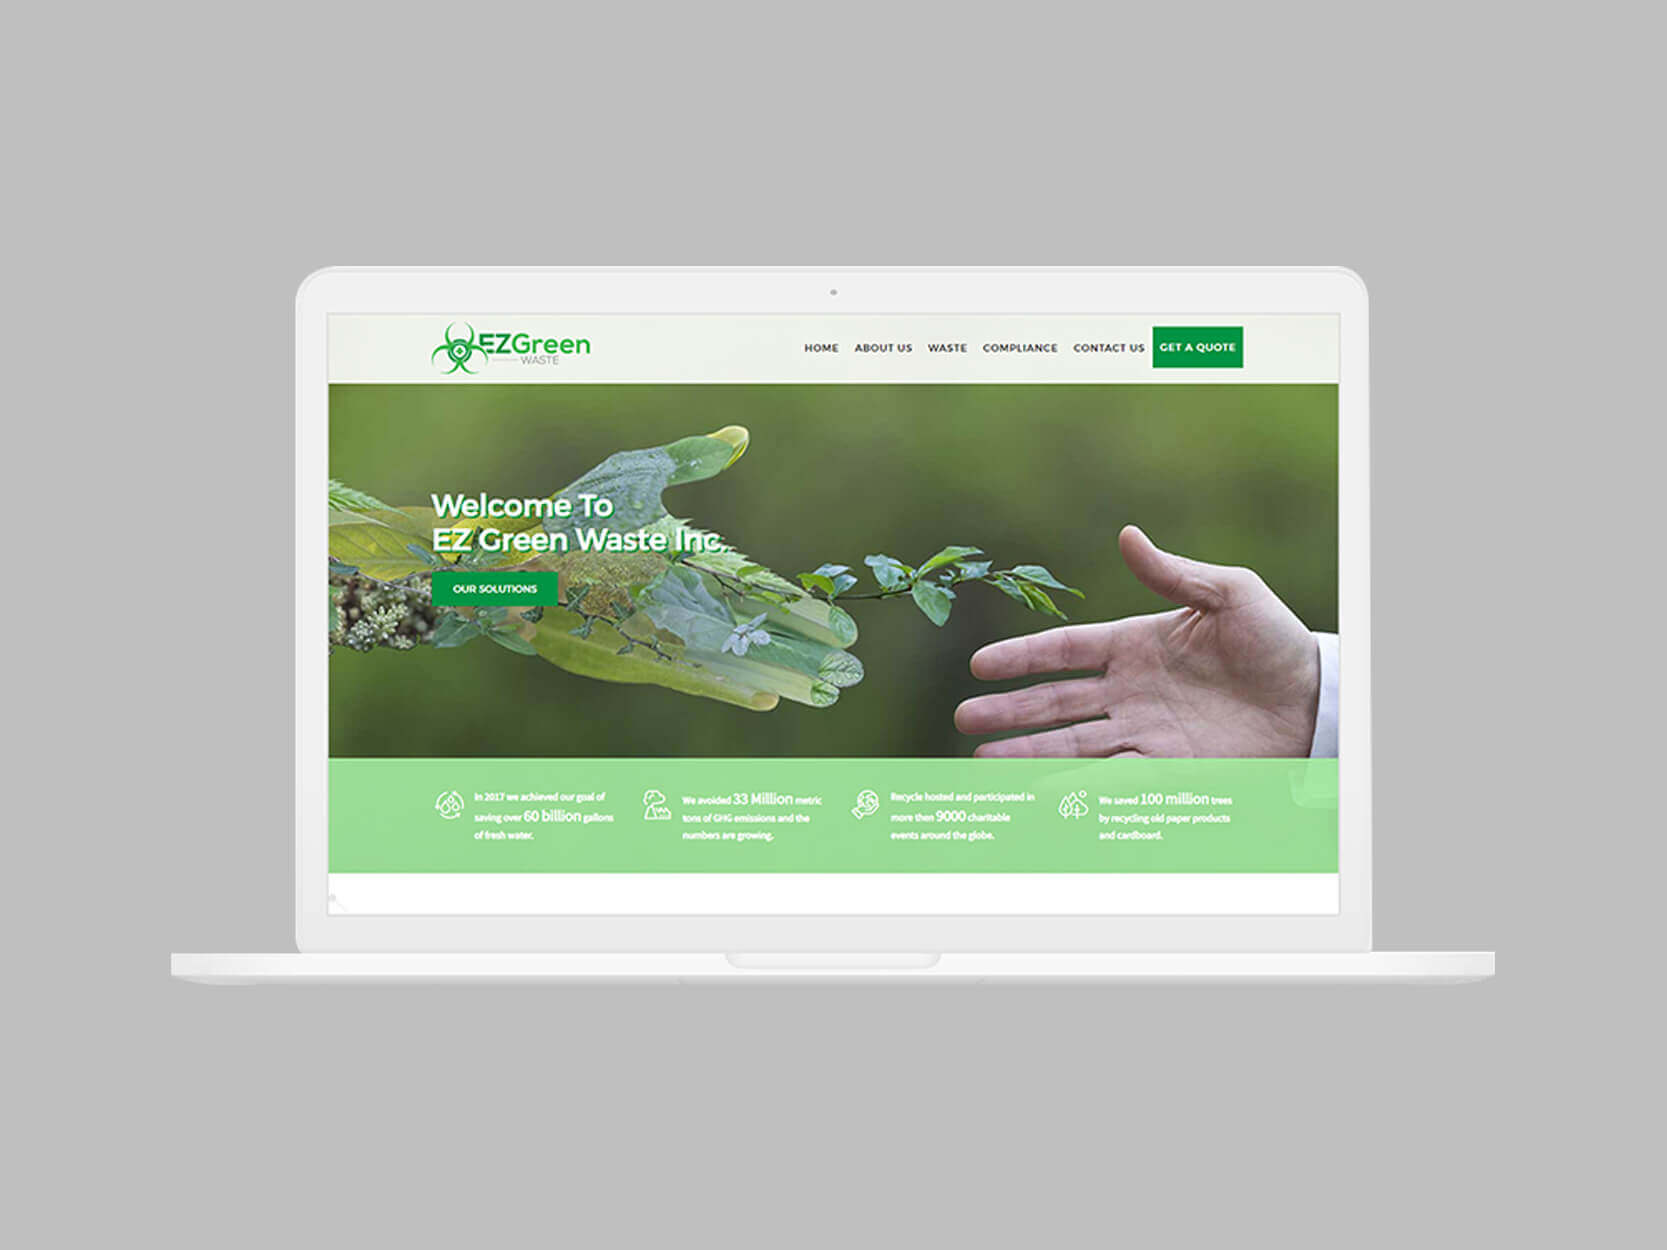 EZGreen
WASTE
HOME ABOUT US WASTE COMPLIANCE CONTACT US GET A QUOTE
Welcome To
EZ Green Waste Inc.
OUR SOLUTIONS
In 2017 we achieved our goal of
saving over 60 billion gallons
of fresh water.
We avoided 33 Million metric
tons of GHG emissions and the
numbers are growing.
Recycle hosted and participated in
more then 9000 charitable
events around the globe.
We saved 100 million trees
by recycling old paper products
and cardboard.